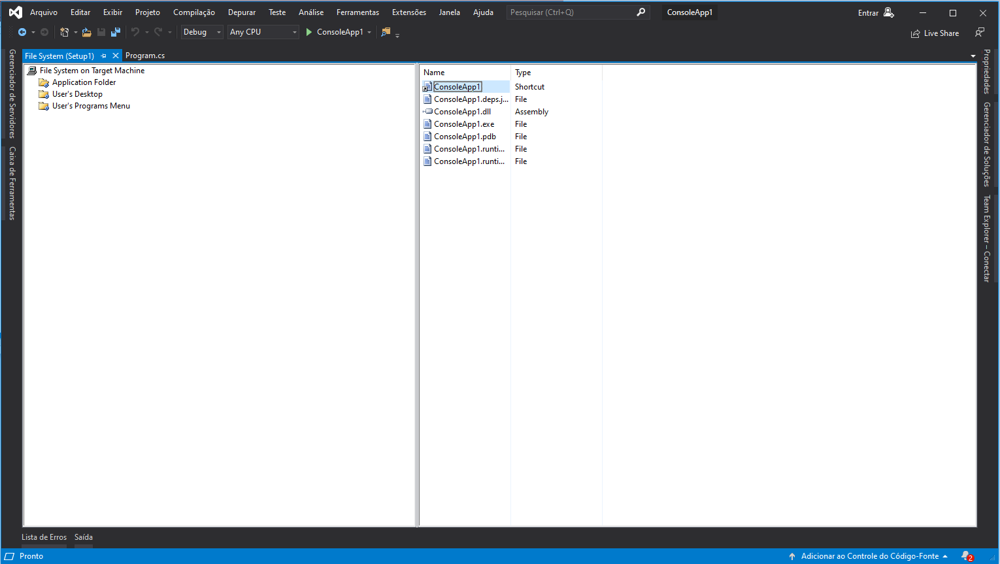 Arquivo Editar Exibir Projeto Compilação Depurar Teste Análise Ferramentas Extensões Janela Ajuda Pesquisar (Ctrl+Q) ConsoleApp1 Entrar
Debug Any CPU ConsoleApp1 Live Share
Gerenciador de Servidores
Caixa de Ferramentas
File System (Setup1) Program.cs
File System on Target Machine
Application Folder
User's Desktop
User's Programs Menu
Name Type
ConsoleApp1 Shortcut
ConsoleApp1.deps.j... File
ConsoleApp1.dll Assembly
ConsoleApp1.exe File
ConsoleApp1.pdb File
ConsoleApp1.runti... File
ConsoleApp1.runti... File
Propriedades
Gerenciador de Soluções
Team Explorer – Conectar
Lista de Erros Saída
Pronto Adicionar ao Controle do Código-Fonte 2